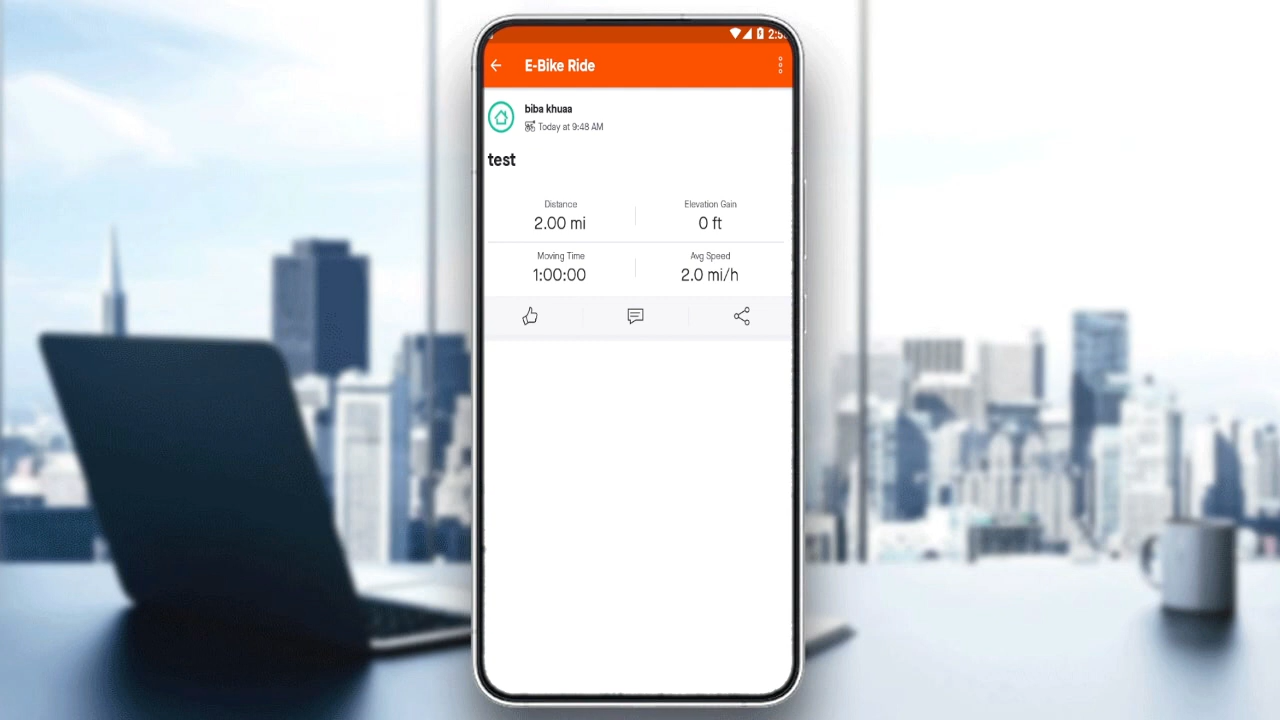 E-Bike Ride
biba khuaa
Today at 9:48 AM
test
Distance
2.00 mi
Elevation Gain
0 ft
Moving Time
1:00:00
Avg Speed
2.0 mi/h